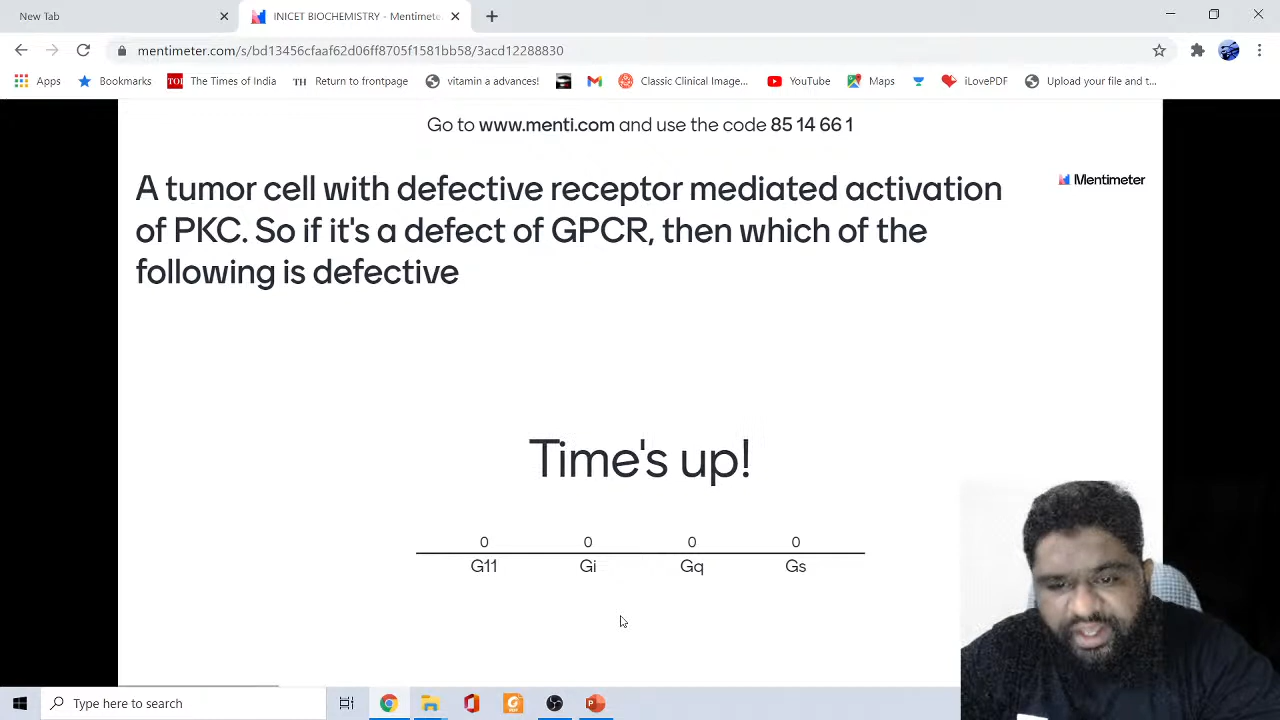 New Tab
INICET BIOCHEMISTRY - Mentimete
mentimeter.com/s/bd13456cfaaf62d06ff8705f1581bb58/3acd12288830
Apps Bookmarks TOI The Times of India TH Return to frontpage vitamin a advances! Classic Clinical Image... YouTube Maps iLovePDF Upload your file and t...
Go to www.menti.com and use the code 85 14 66 1
Mentimeter
A tumor cell with defective receptor mediated activation
of PKC. So if it's a defect of GPCR, then which of the
following is defective
Time's up!
0 0 0 0
G11 Gi Gq Gs
Type here to search